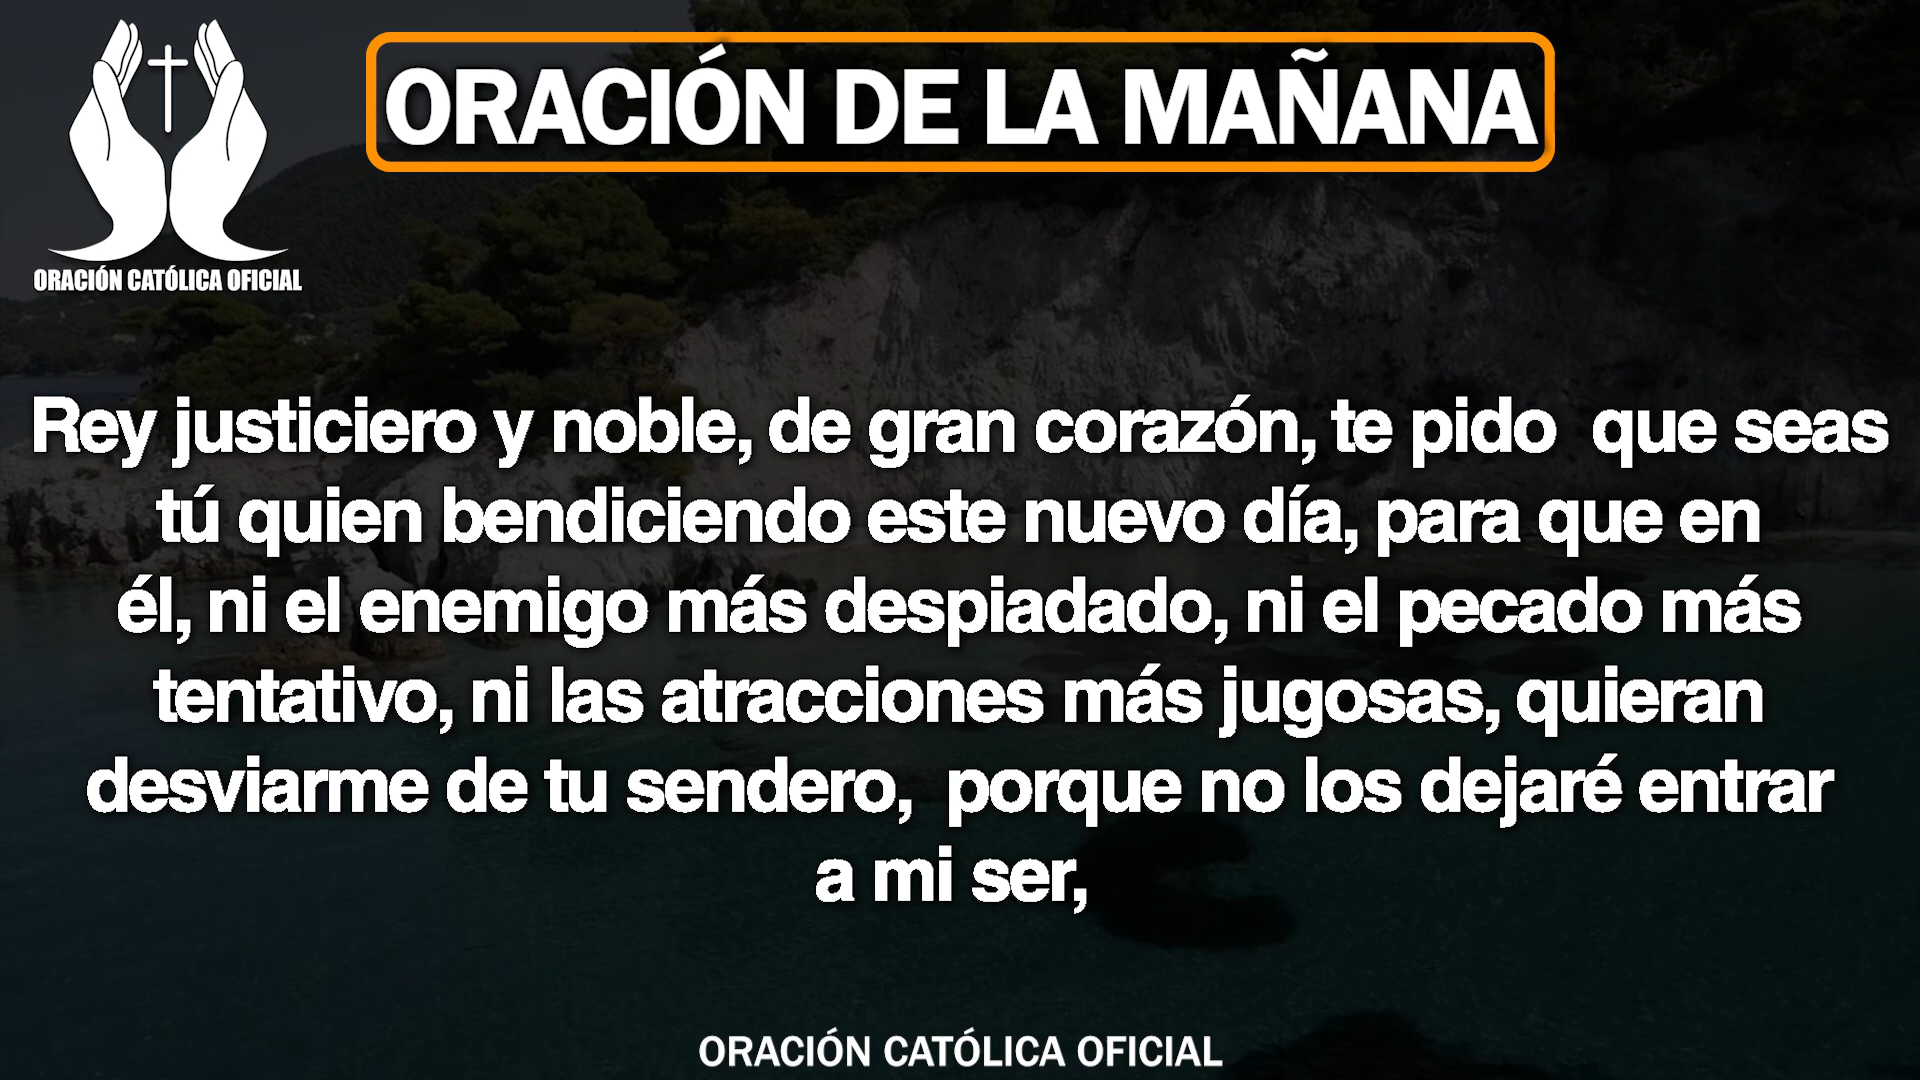 ORACIÓN DE LA MAÑANA
ORACIÓN CATÓLICA OFICIAL
Rey justiciero y noble, de gran corazón, te pido  que seas
tú quien bendiciendo este nuevo día, para que en
él, ni el enemigo más despiadado, ni el pecado más
tentativo, ni las atracciones más jugosas, quieran
desviarme de tu sendero,  porque no los dejaré entrar
a mi ser,
ORACIÓN CATÓLICA OFICIAL